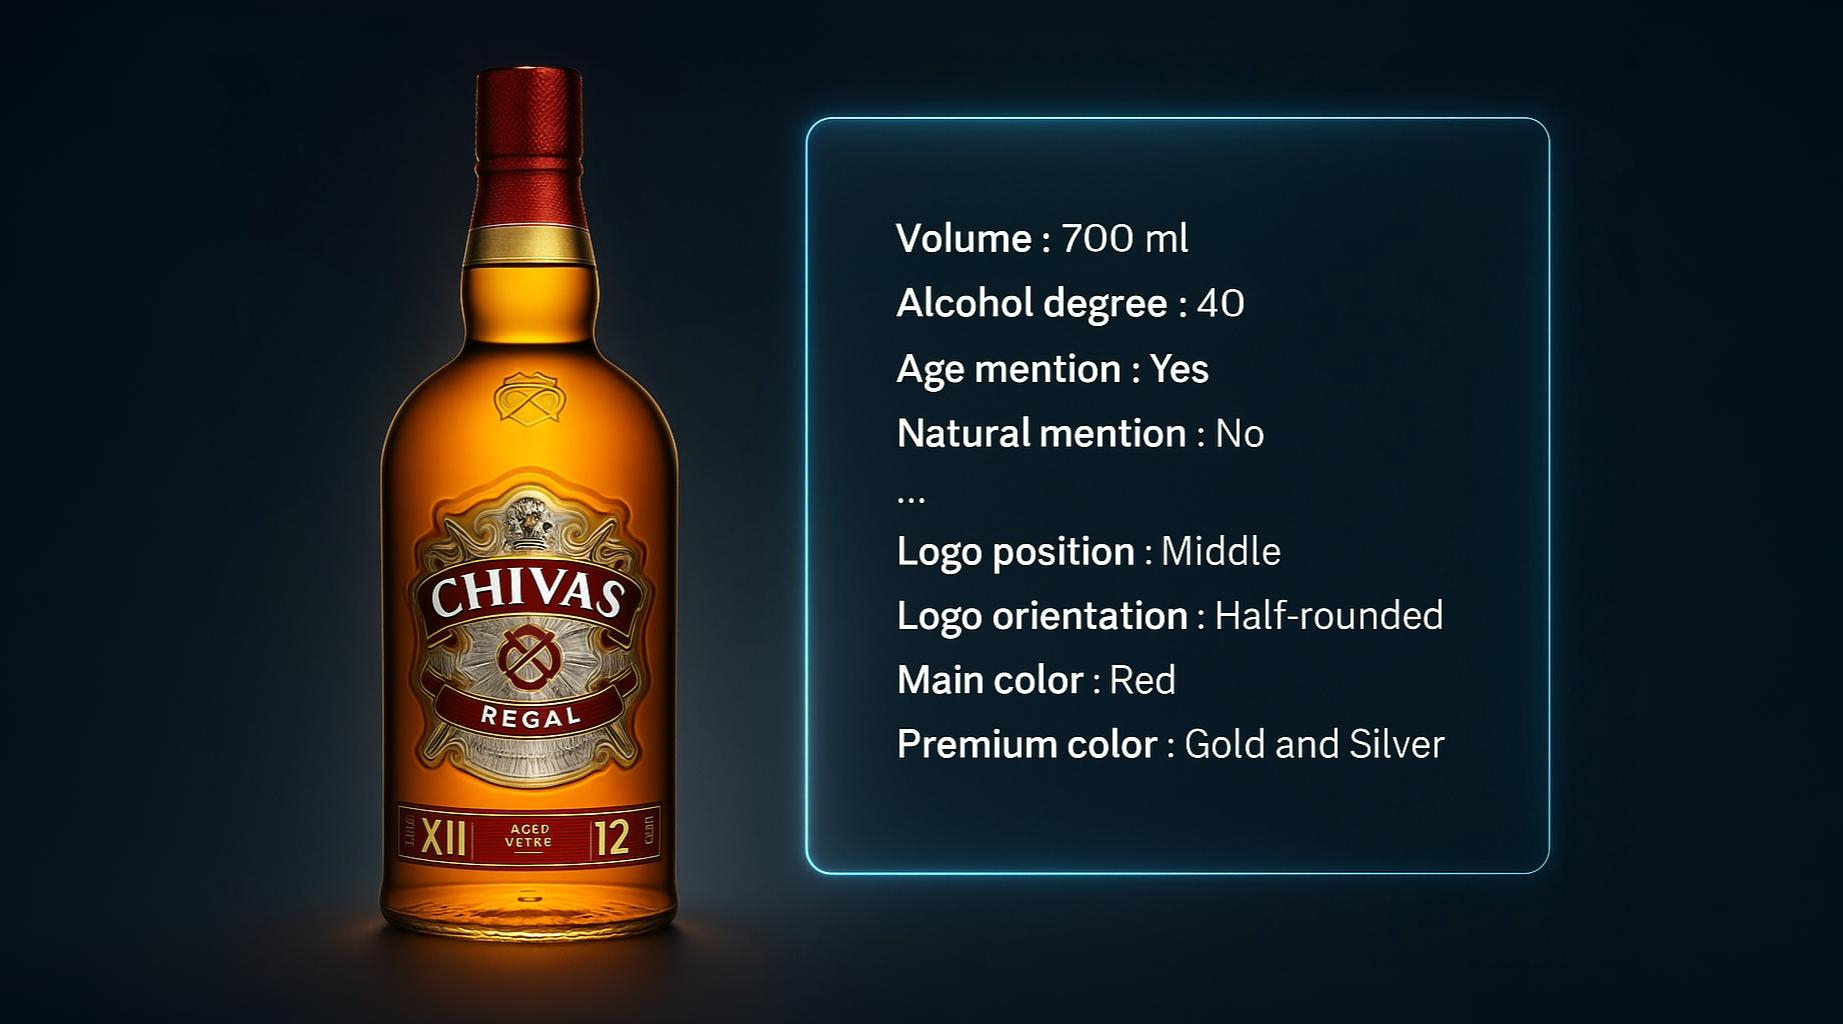 CHIVAS
REGAL
XII
AGED
VETRE
12
Volume : 700 ml
Alcohol degree : 40
Age mention : Yes
Natural mention : No
...
Logo position : Middle
Logo orientation : Half-rounded
Main color : Red
Premium color : Gold and Silver